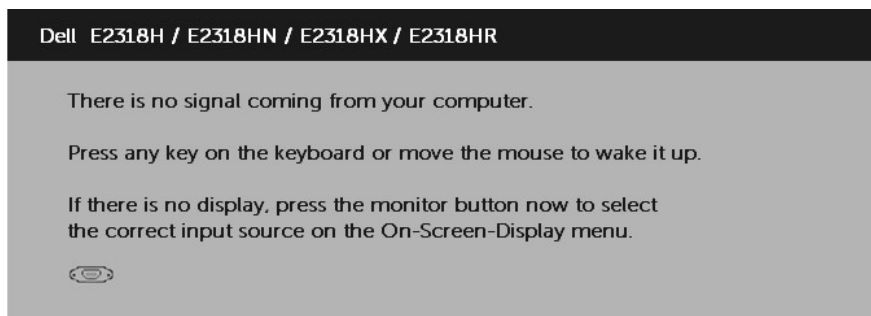 Dell E2318H / E2318HN / E2318HX / E2318HR
There is no signal coming from your computer.
Press any key on the keyboard or move the mouse to wake it up.
If there is no display, press the monitor button now to select
the correct input source on the On-Screen-Display menu.